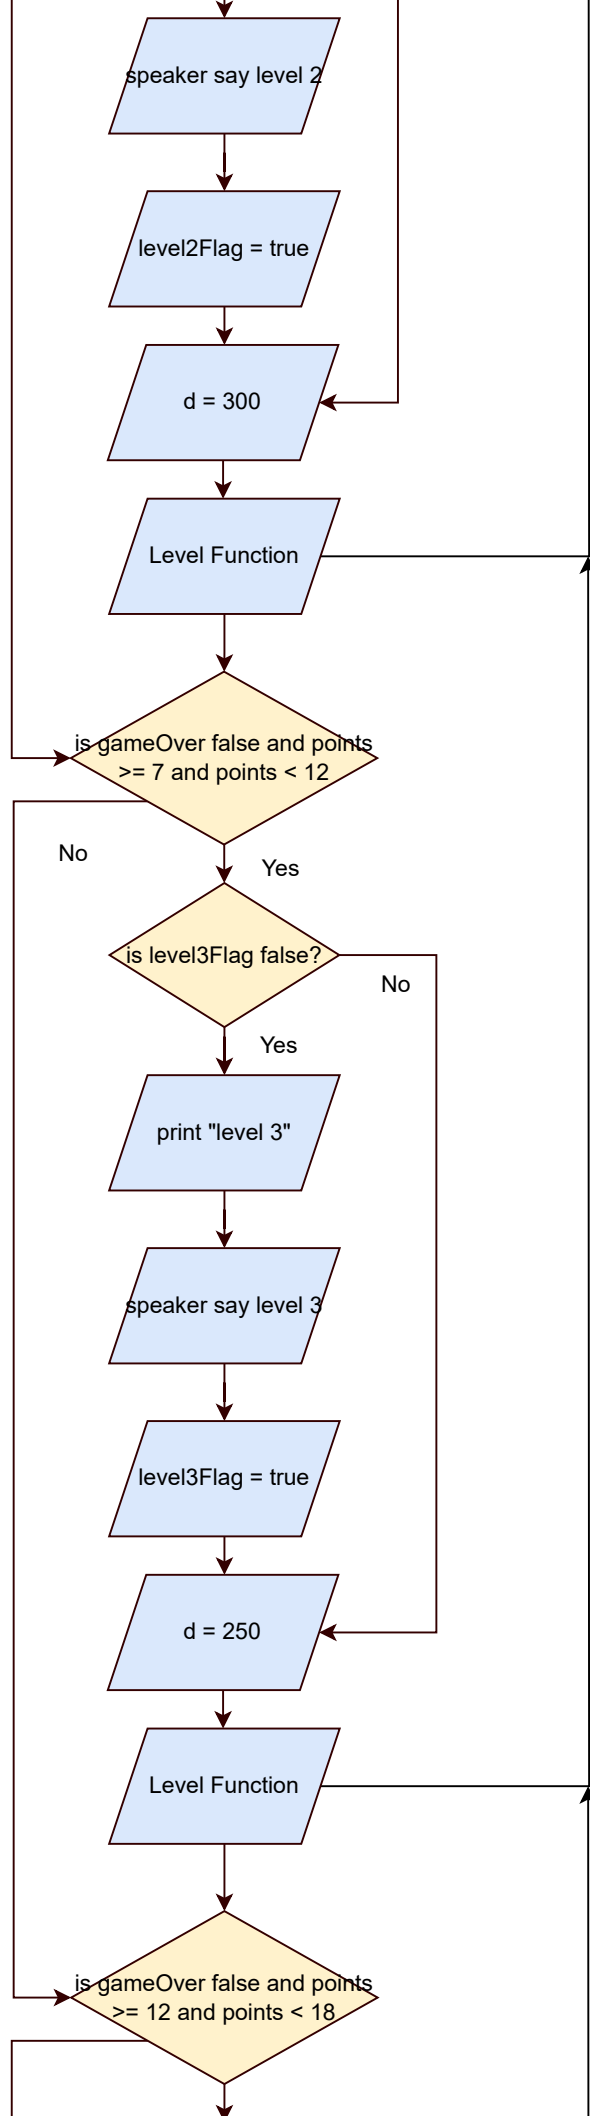 speaker say level 2
level2Flag = true
d = 300
Level Function
is gameOver false and points
>= 7 and points < 12
No
Yes
is level3Flag false?
No
Yes
print "level 3"
speaker say level 3
level3Flag = true
d = 250
Level Function
is gameOver false and points
>= 12 and points < 18